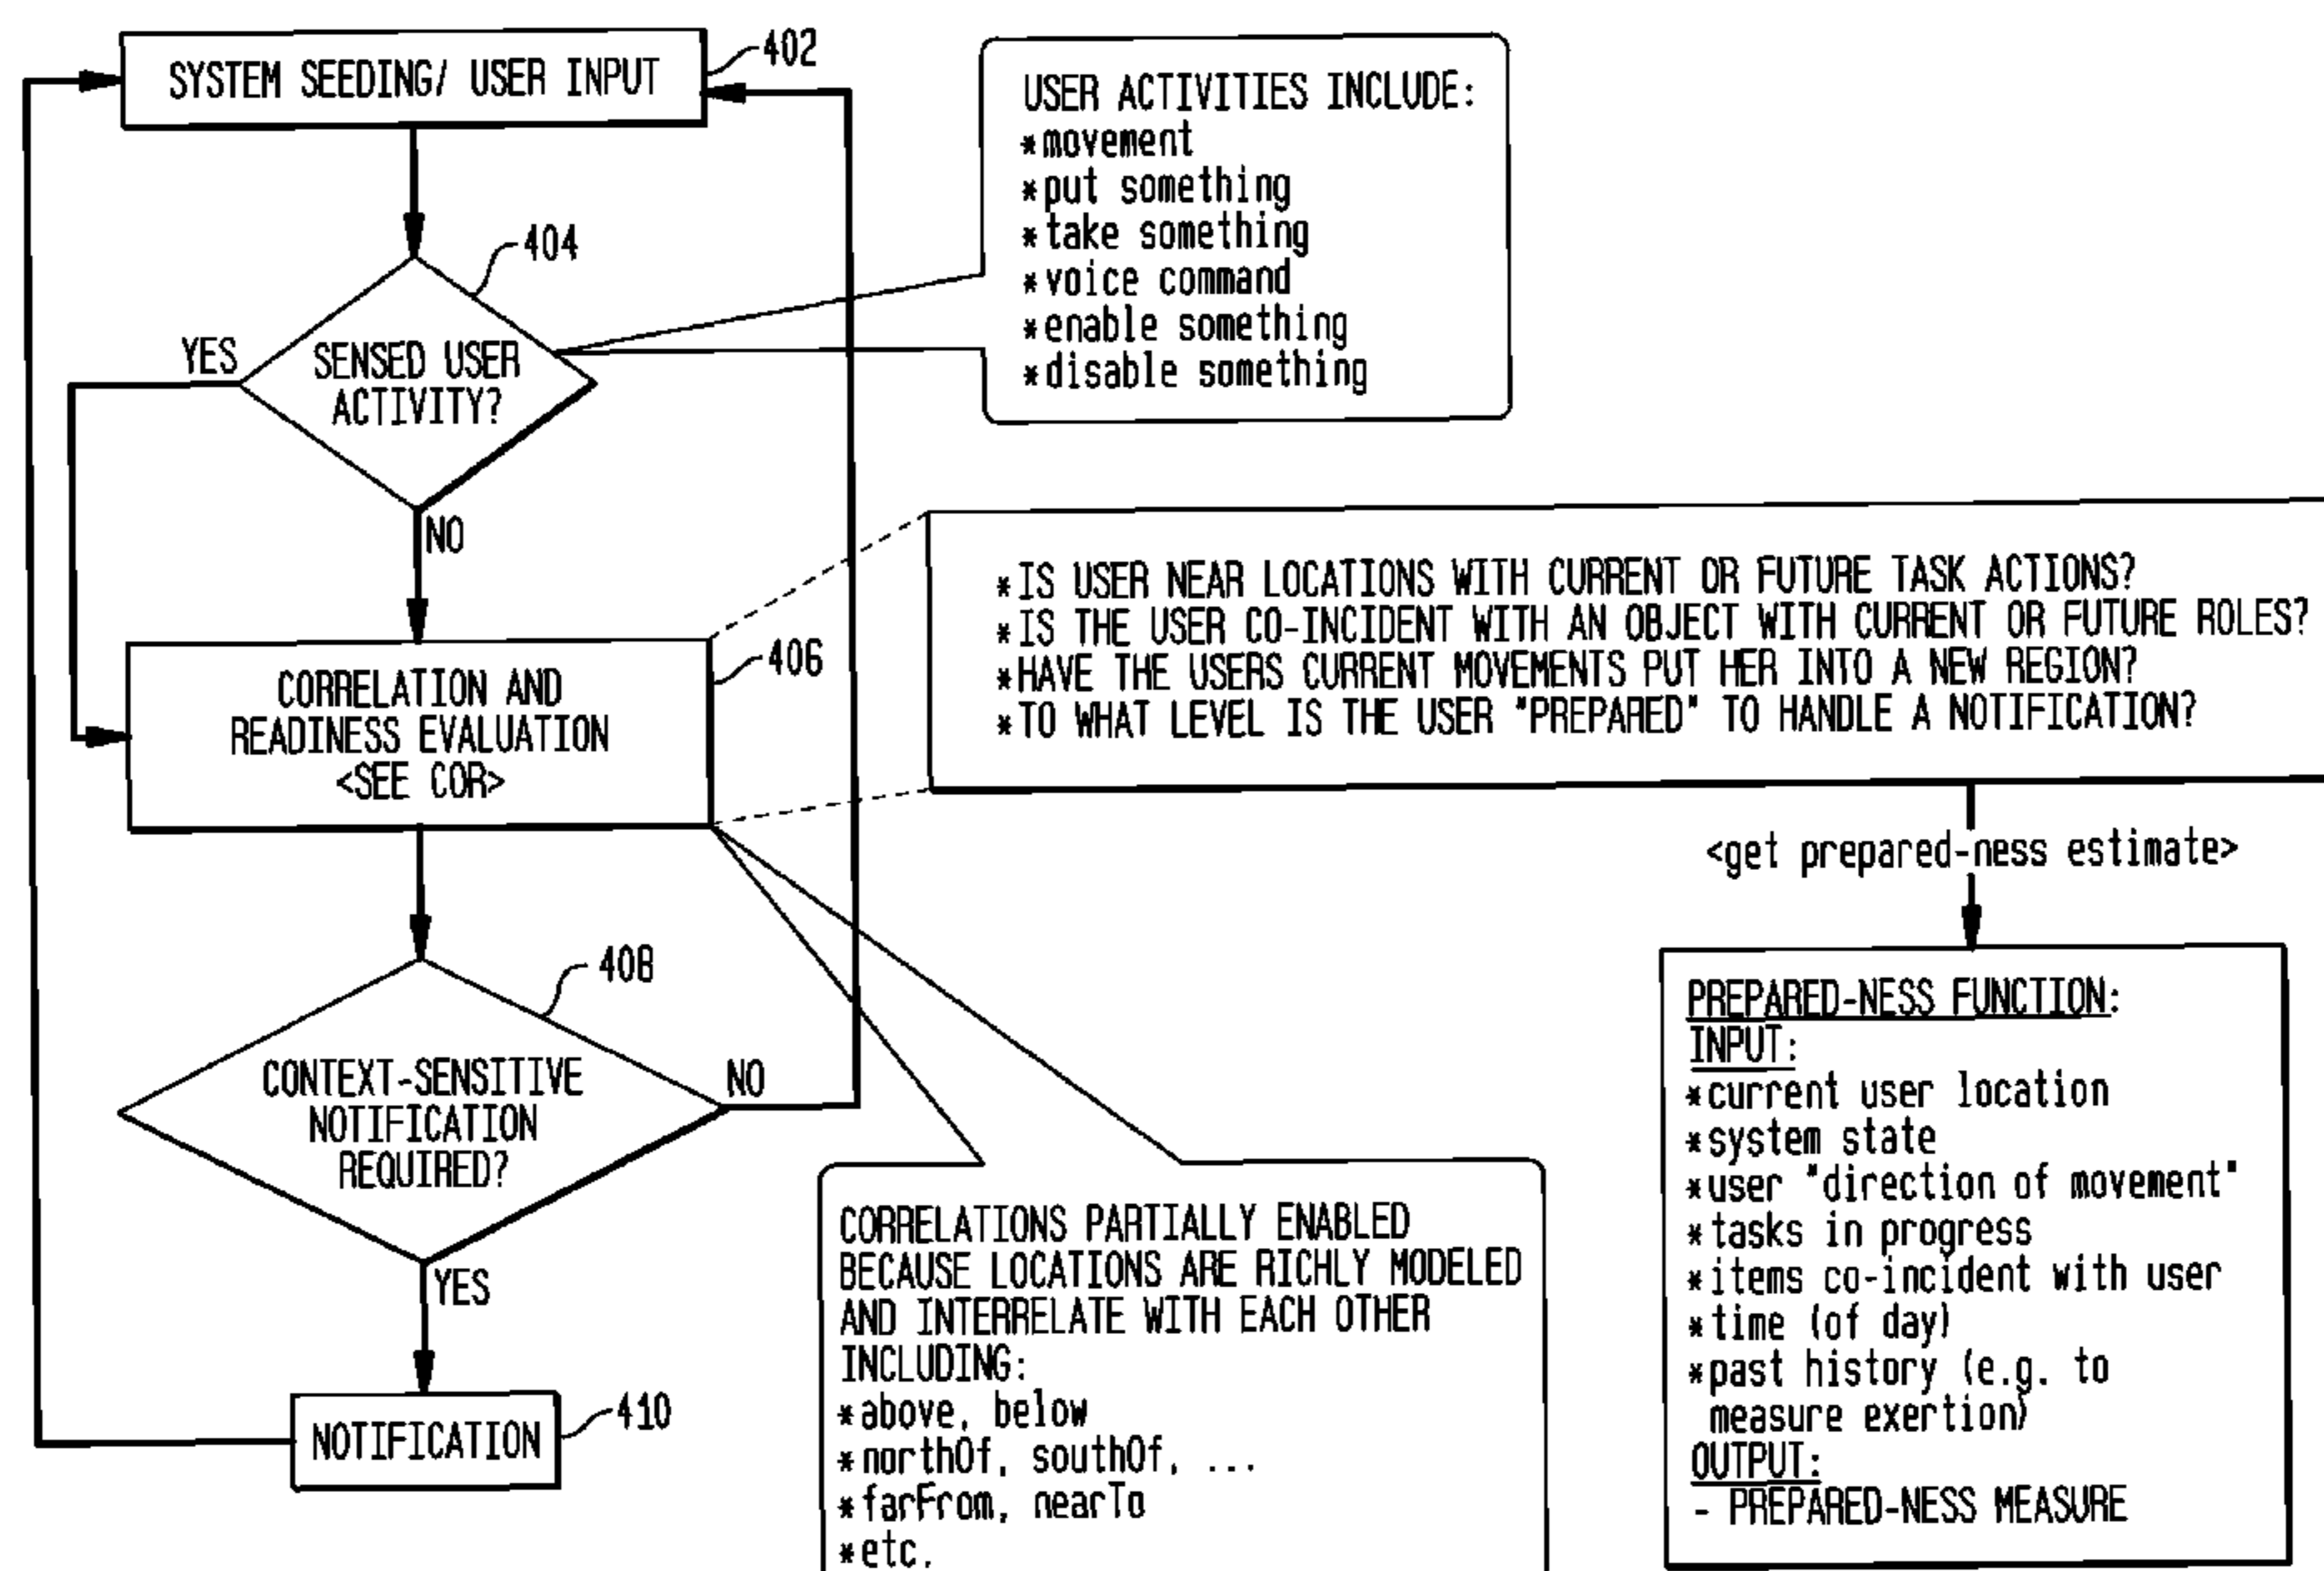 SYSTEM SEEDING/ USER INPUT
402
404
YES
SENSED USER
ACTIVITY?
NO
USER ACTIVITIES INCLUDE:
*movement
*put something
*take something
*voice command
*enable something
*disable something
CORRELATION AND
READINESS EVALUATION
<SEE COR>
406
*IS USER NEAR LOCATIONS WITH CURRENT OR FUTURE TASK ACTIONS?
*IS THE USER CO-INCIDENT WITH AN OBJECT WITH CURRENT OR FUTURE ROLES?
*HAVE THE USERS CURRENT MOVEMENTS PUT HER INTO A NEW REGION?
*TO WHAT LEVEL IS THE USER "PREPARED" TO HANDLE A NOTIFICATION?
<get prepared-ness estimate>
408
CONTEXT-SENSITIVE
NOTIFICATION
REQUIRED?
NO
YES
NOTIFICATION
410
CORRELATIONS PARTIALLY ENABLED
BECAUSE LOCATIONS ARE RICHLY MODELED
AND INTERRELATE WITH EACH OTHER
INCLUDING:
*above, below
*northOf, southOf, ...
*farFrom, nearTo
*etc.
PREPARED-NESS FUNCTION:
INPUT:
*current user location
*system state
*user "direction of movement"
*tasks in progress
*items co-incident with user
*time (of day)
*past history (e.g. to
measure exertion)
OUTPUT:
- PREPARED-NESS MEASURE